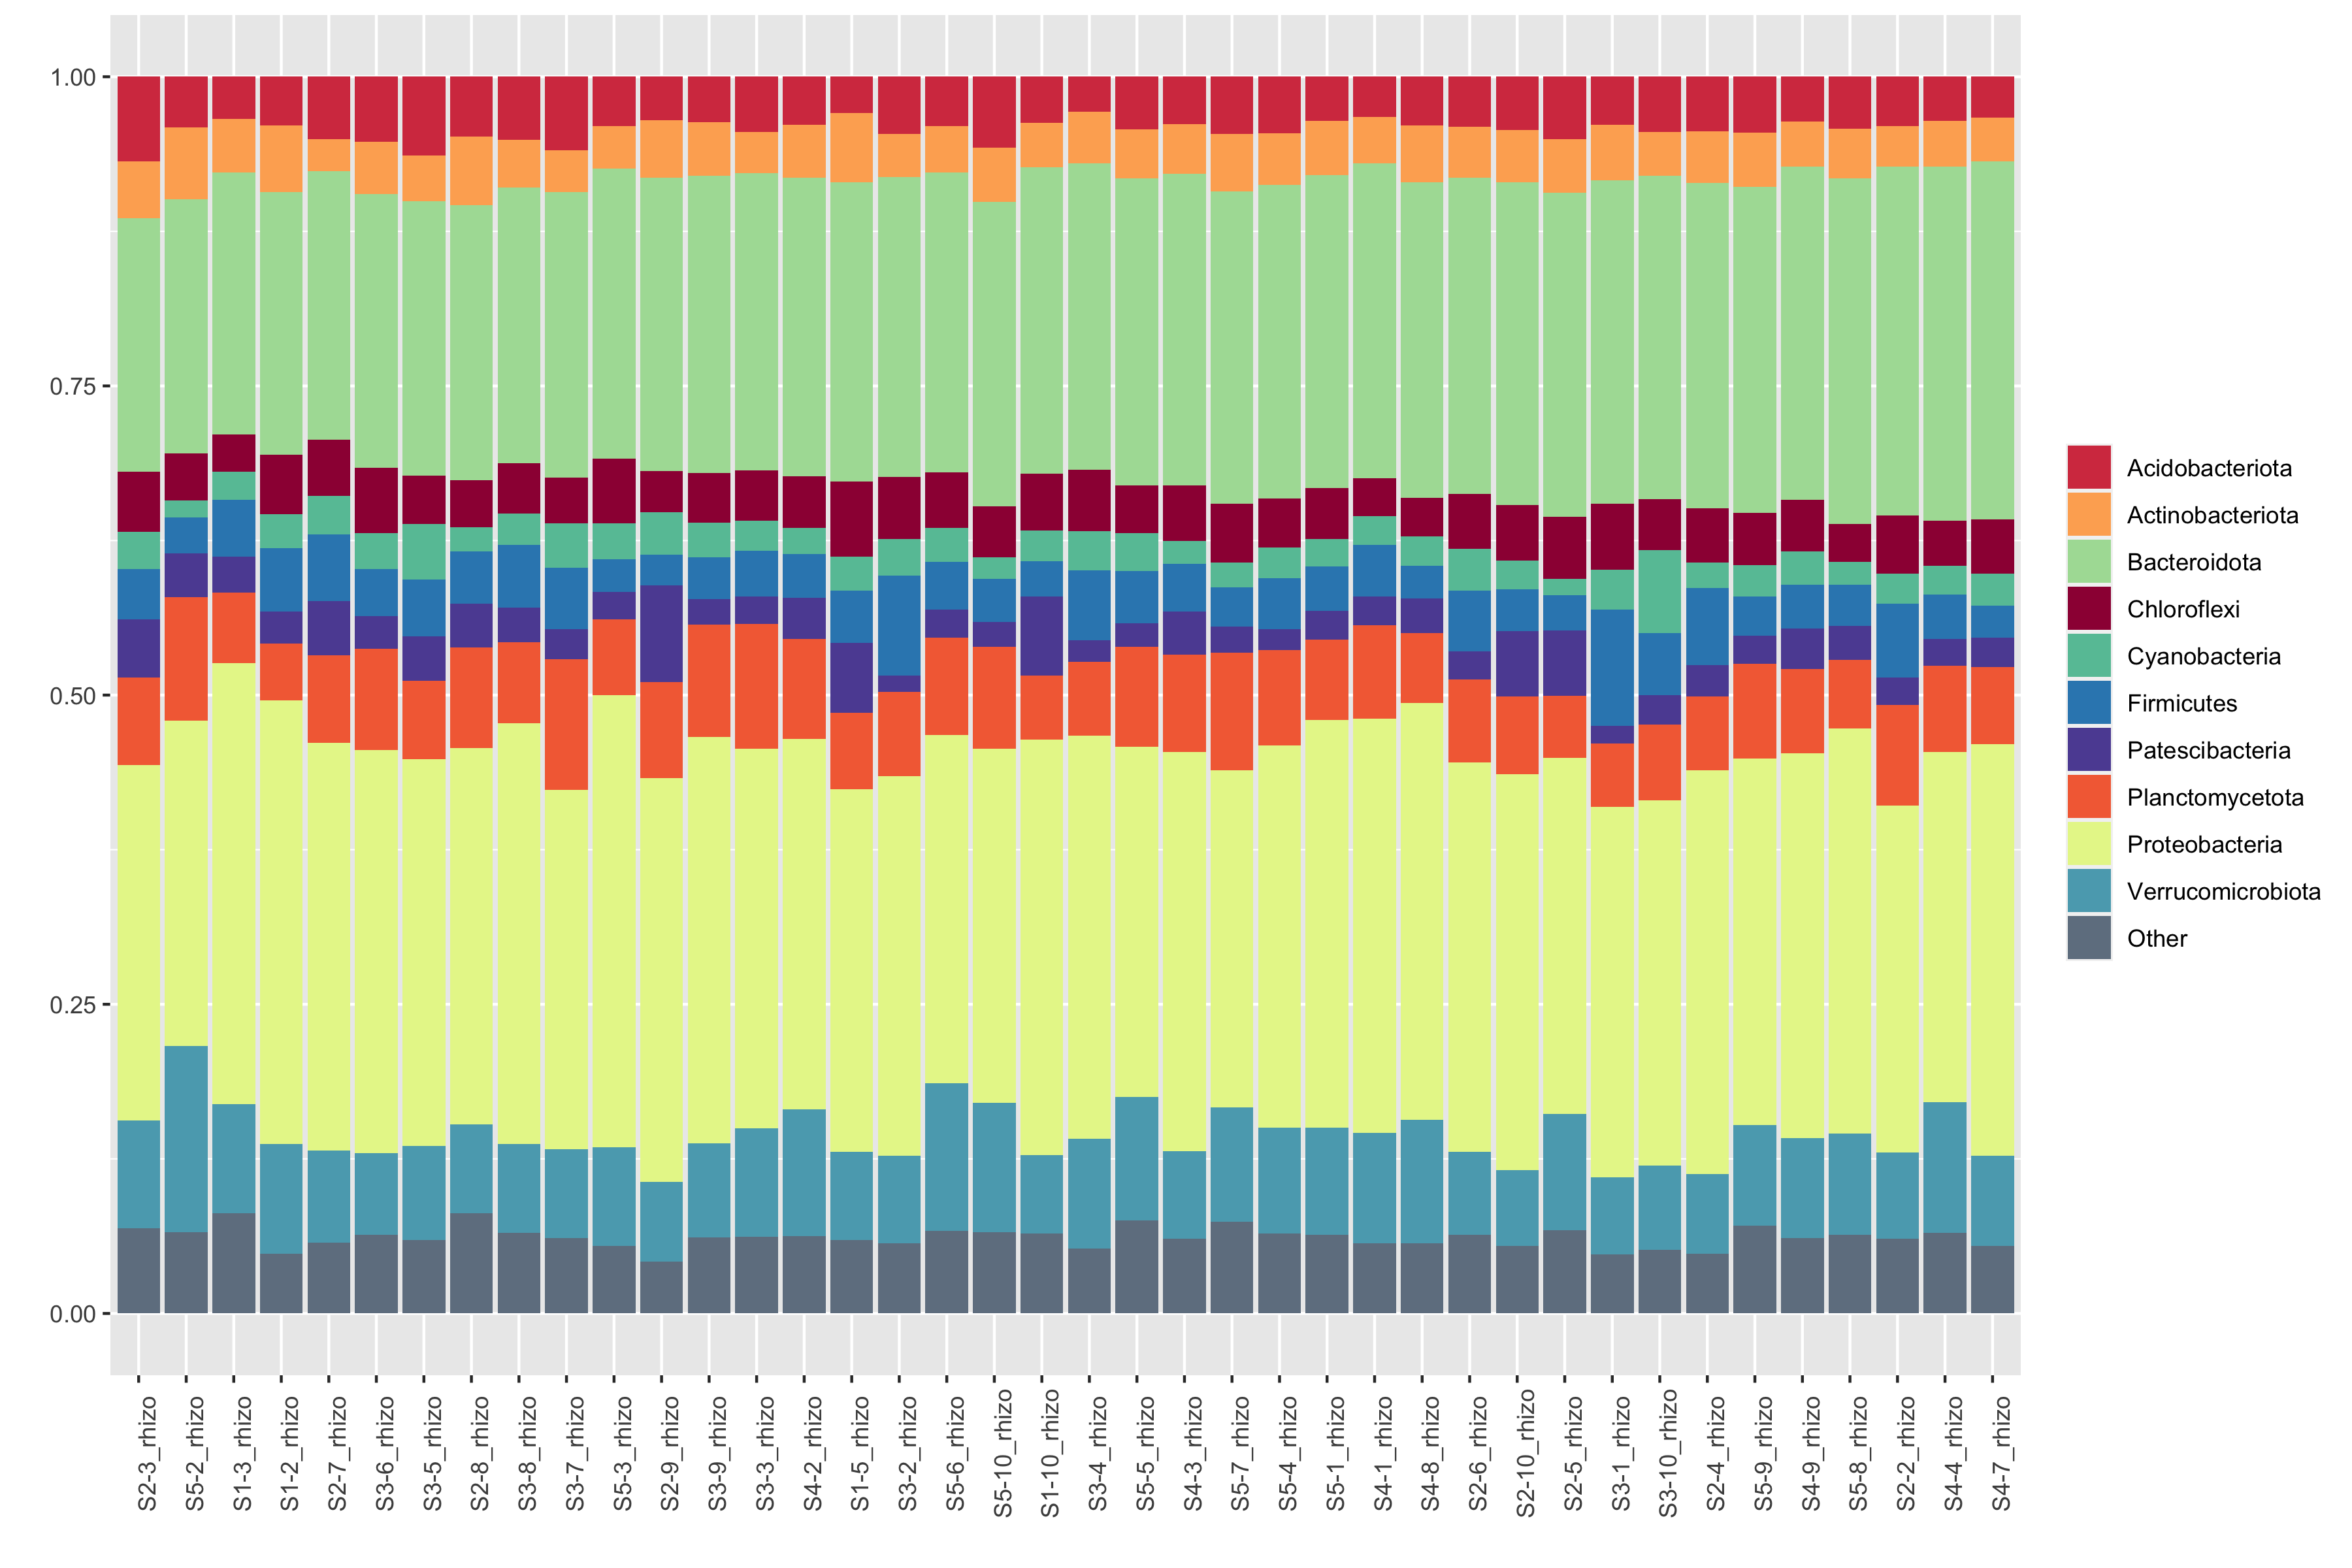 1.00
0.75
0.50
0.25
0.00
S2-3_rhizo
S5-2_rhizo
S1-3_rhizo
S1-2_rhizo
S2-7_rhizo
S3-6_rhizo
S3-5_rhizo
S2-8_rhizo
S3-8_rhizo
S3-7_rhizo
S5-3_rhizo
S2-9_rhizo
S3-9_rhizo
S3-3_rhizo
S4-2_rhizo
S1-5_rhizo
S3-2_rhizo
S5-6_rhizo
S5-10_rhizo
S1-10_rhizo
S3-4_rhizo
S5-5_rhizo
S4-3_rhizo
S5-7_rhizo
S5-4_rhizo
S5-1_rhizo
S4-1_rhizo
S4-8_rhizo
S2-6_rhizo
S2-10_rhizo
S2-5_rhizo
S3-1_rhizo
S3-10_rhizo
S2-4_rhizo
S5-9_rhizo
S4-9_rhizo
S5-8_rhizo
S2-2_rhizo
S4-4_rhizo
S4-7_rhizo
Acidobacteriota
Actinobacteriota
Bacteroidota
Chloroflexi
Cyanobacteria
Firmicutes
Patescibacteria
Planctomycetota
Proteobacteria
Verrucomicrobiota
Other